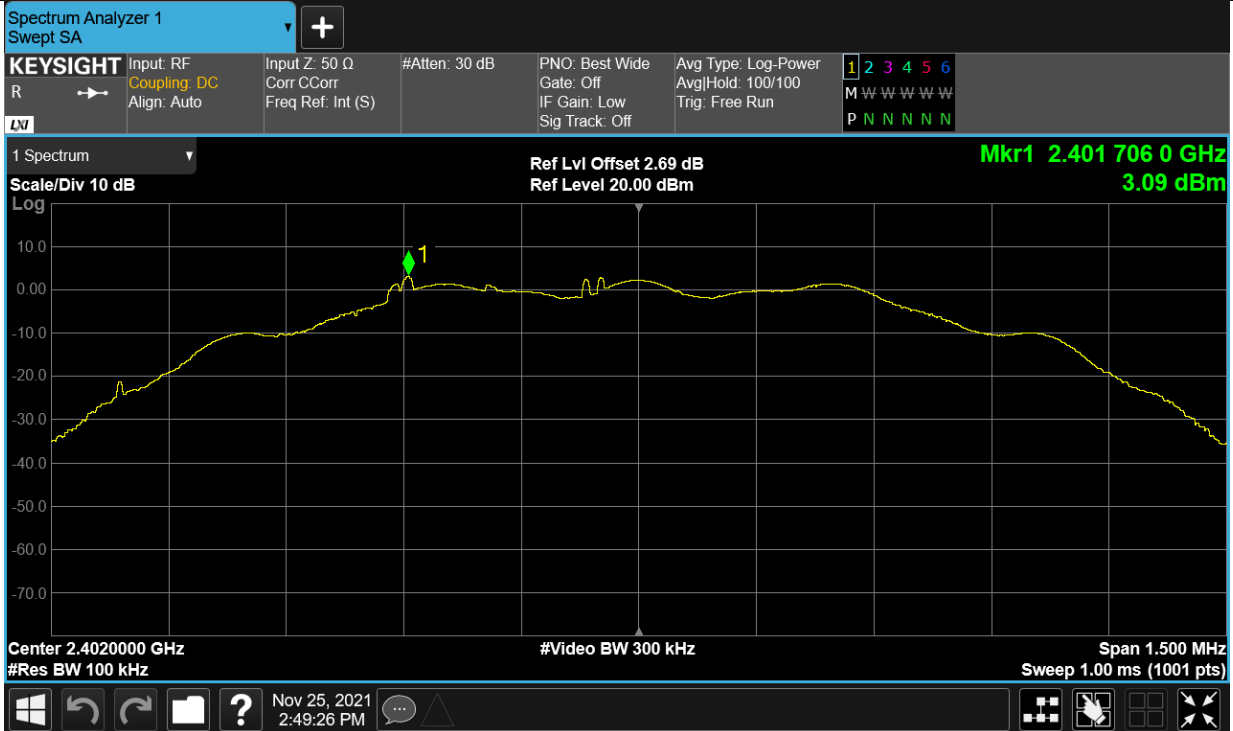 Spectrum Analyzer 1
Swept SA
KEYSIGHT
R
LXI
Input: RF
Coupling: DC
Align: Auto
Input Z: 50 Ω
Corr CCorr
Freq Ref: Int (S)
#Atten: 30 dB
PNO: Best Wide
Gate: Off
IF Gain: Low
Sig Track: Off
Avg Type: Log-Power
Avg|Hold: 100/100
Trig: Free Run
1 2 3 4 5 6
M W W W W W
P N N N N N
1 Spectrum
Scale/Div 10 dB
Log
Ref Lvl Offset 2.69 dB
Ref Level 20.00 dBm
Mkr1 2.401 706 0 GHz
3.09 dBm
1
10.0
0.00
-10.0
-20.0
-30.0
-40.0
-50.0
-60.0
-70.0
Center 2.4020000 GHz
#Res BW 100 kHz
#Video BW 300 kHz
Span 1.500 MHz
Sweep 1.00 ms (1001 pts)
?
Nov 25, 2021
2:49:26 PM